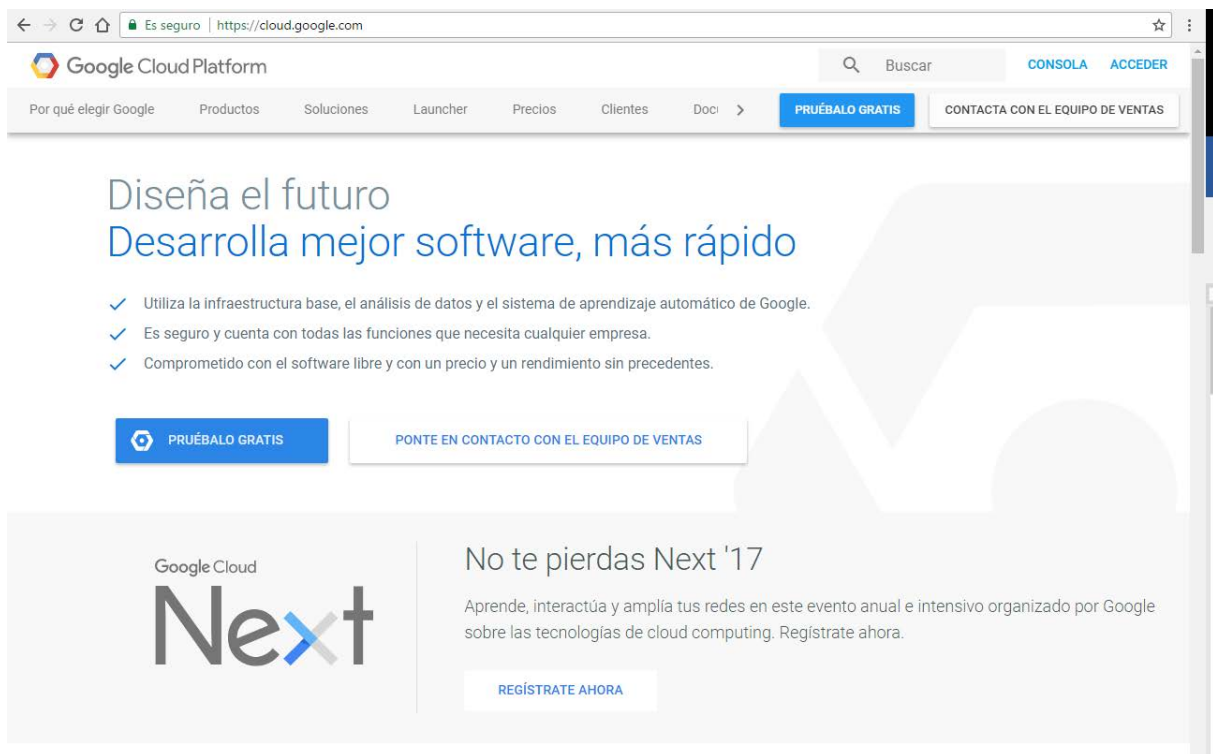 Es seguro | https://cloud.google.com
Google Cloud Platform
Buscar
CONSOLA
ACCEDER
Por qué elegir Google
Productos
Soluciones
Launcher
Precios
Clientes
PRUÉBALO GRATIS
CONTACTA CON EL EQUIPO DE VENTAS
Diseña el futuro
Desarrolla mejor software, más rápido
Utiliza la infraestructura base, el análisis de datos y el sistema de aprendizaje automático de Google.
Es seguro y cuenta con todas las funciones que necesita cualquier empresa.
Comprometido con el software libre y con un precio y un rendimiento sin precedentes.
PRUÉBALO GRATIS
PONTE EN CONTACTO CON EL EQUIPO DE VENTAS
Google Cloud
Next
No te pierdas Next '17
Aprende, interactúa y amplía tus redes en este evento anual e intensivo organizado por Google
sobre las tecnologías de cloud computing. Regístrate ahora.
REGÍSTRATE AHORA